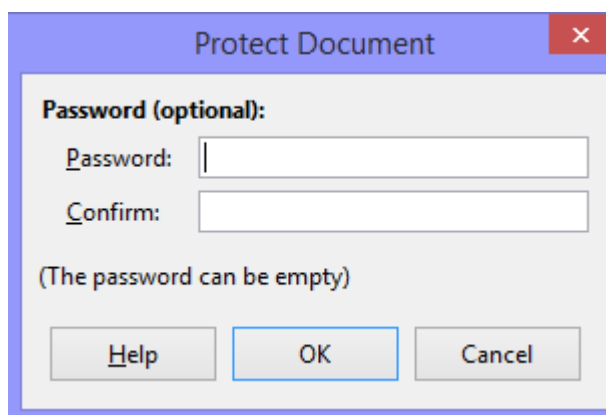 Protect Document
Password (optional):
Password:
Confirm:
(The password can be empty)
Help OK Cancel